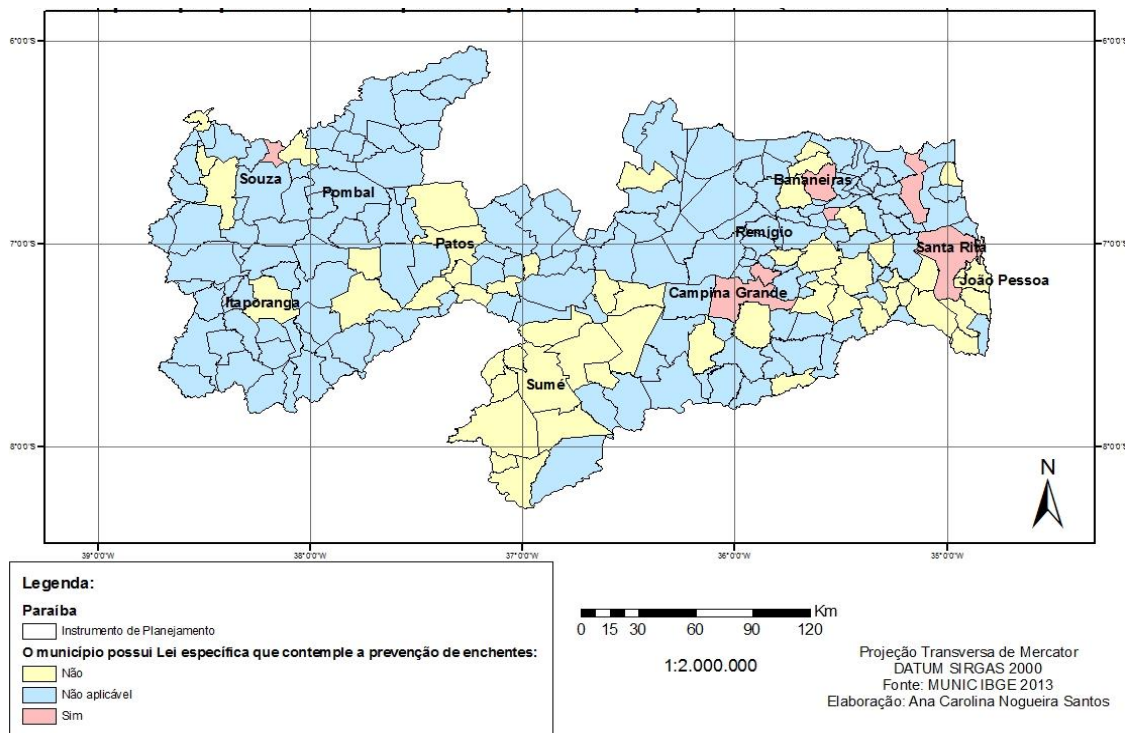 6°0'0"S
6°0'0"S
Souza
Pombal
Bananeiras
Remígio
7°0'0"S
Patos
Santa Rita
7°0'0"S
João Pessoa
Itaporanga
Campina Grande
Sumé
8°0'0"S
8°0'0"S
N
39°0'0"W
38°0'0"W
37°0'0"W
36°0'0"W
35°0'0"W
Legenda:
Paraíba
Instrumento de Planejamento
O município possui Lei específica que contemple a prevenção de enchentes:
Não
Não aplicável
Sim
Km
0 15 30 60 90 120
1:2.000.000
Projeção Transversa de Mercator
DATUM SIRGAS 2000
Fonte: MUNIC IBGE 2013
Elaboração: Ana Carolina Nogueira Santos